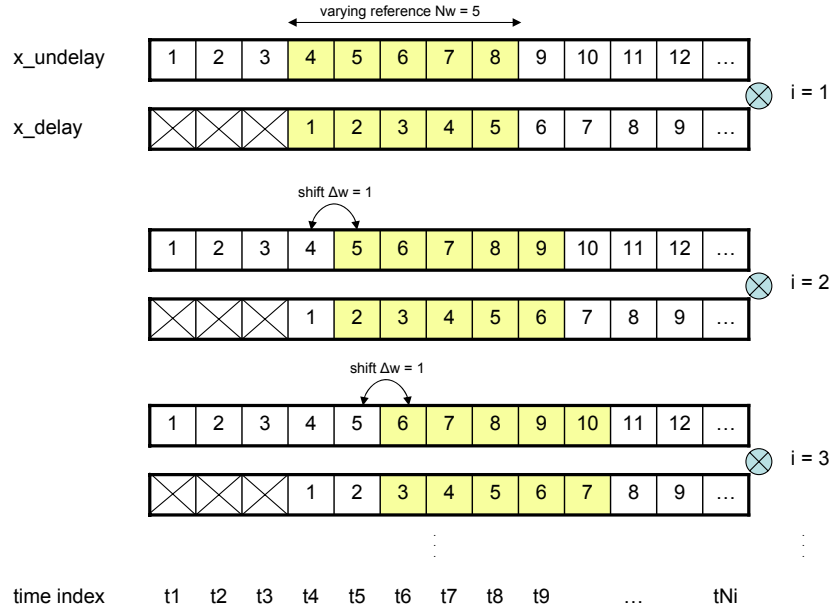 varying reference Nw = 5
x_undelay 1 2 3 4 5 6 7 8 9 10 11 12 ...
i = 1
x_delay 1 2 3 4 5 6 7 8 9 ...
shift Δw = 1
1 2 3 4 5 6 7 8 9 10 11 12 ...
i = 2
1 2 3 4 5 6 7 8 9 ...
shift Δw = 1
1 2 3 4 5 6 7 8 9 10 11 12 ...
i = 3
1 2 3 4 5 6 7 8 9 ...
time index t1 t2 t3 t4 t5 t6 t7 t8 t9 ... tNi